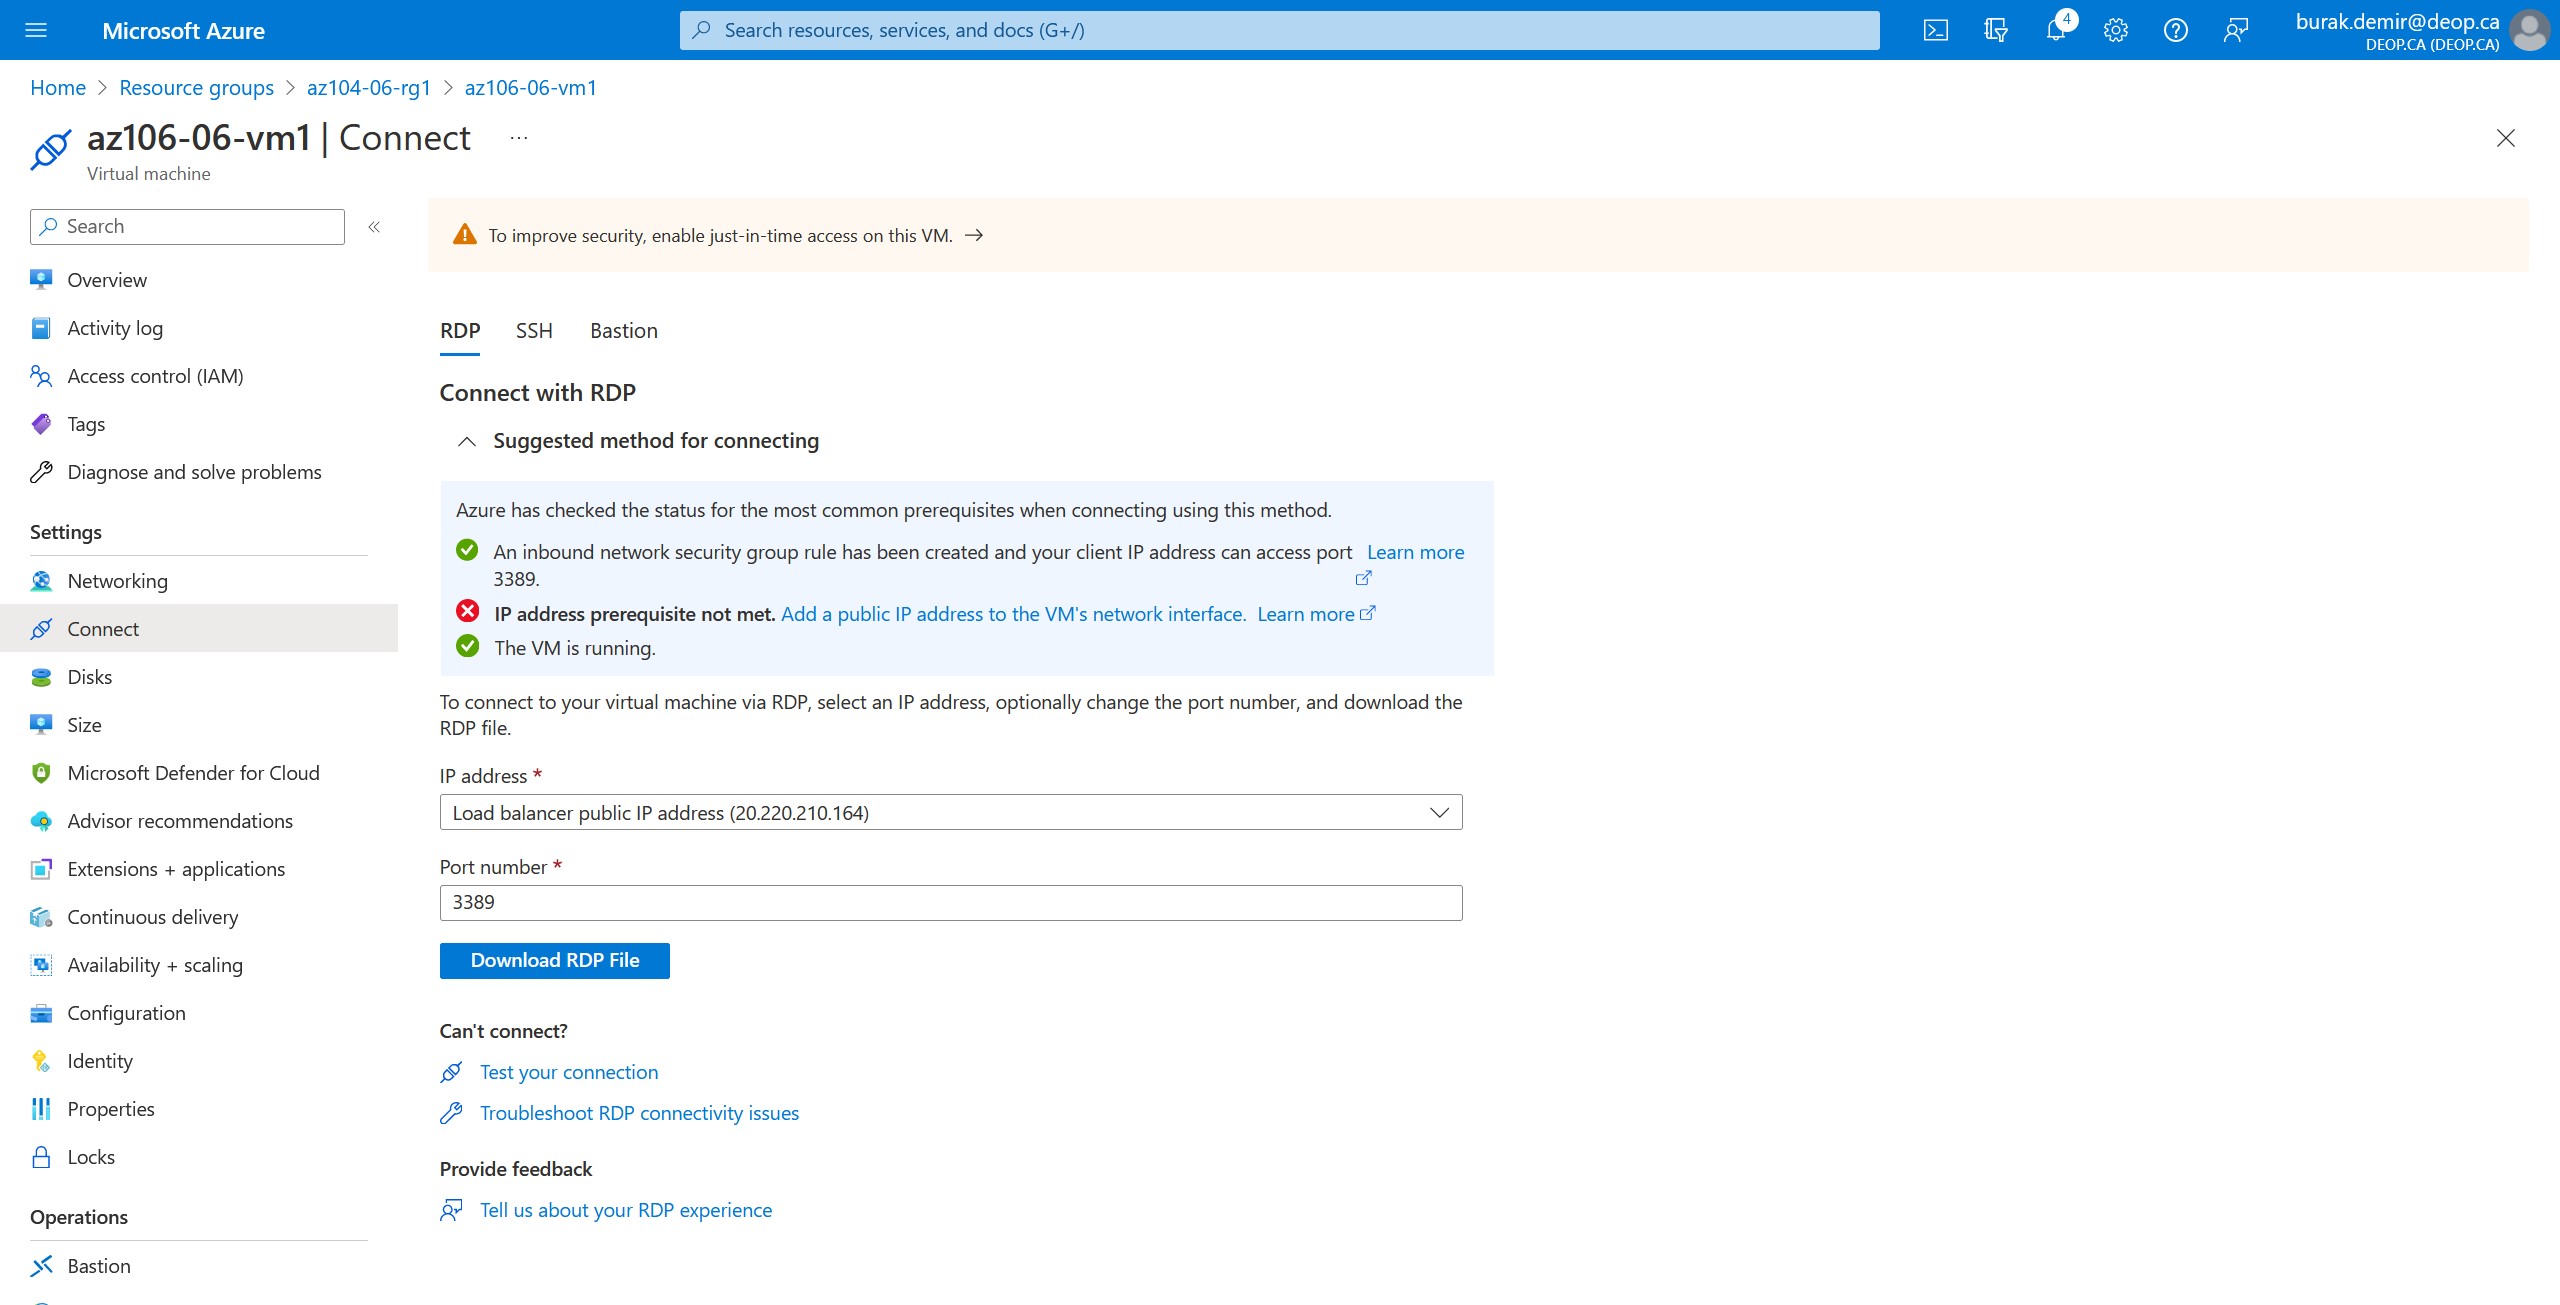 Microsoft Azure
Search resources, services, and docs (G+/)
4
burak.demir@deop.ca
DEOP.CA (DEOP.CA)
Home > Resource groups > az104-06-rg1 > az106-06-vm1
az106-06-vm1 | Connect ...
Virtual machine
Search
«
Overview
Activity log
Access control (IAM)
Tags
Diagnose and solve problems
Settings
Networking
Connect
Disks
Size
Microsoft Defender for Cloud
Advisor recommendations
Extensions + applications
Continuous delivery
Availability + scaling
Configuration
Identity
Properties
Locks
Operations
Bastion
To improve security, enable just-in-time access on this VM. →
RDP SSH Bastion
Connect with RDP
Suggested method for connecting
Azure has checked the status for the most common prerequisites when connecting using this method.
An inbound network security group rule has been created and your client IP address can access port Learn more
3389.
IP address prerequisite not met. Add a public IP address to the VM's network interface. Learn more
The VM is running.
To connect to your virtual machine via RDP, select an IP address, optionally change the port number, and download the
RDP file.
IP address *
Load balancer public IP address (20.220.210.164)
Port number *
3389
Download RDP File
Can't connect?
Test your connection
Troubleshoot RDP connectivity issues
Provide feedback
Tell us about your RDP experience